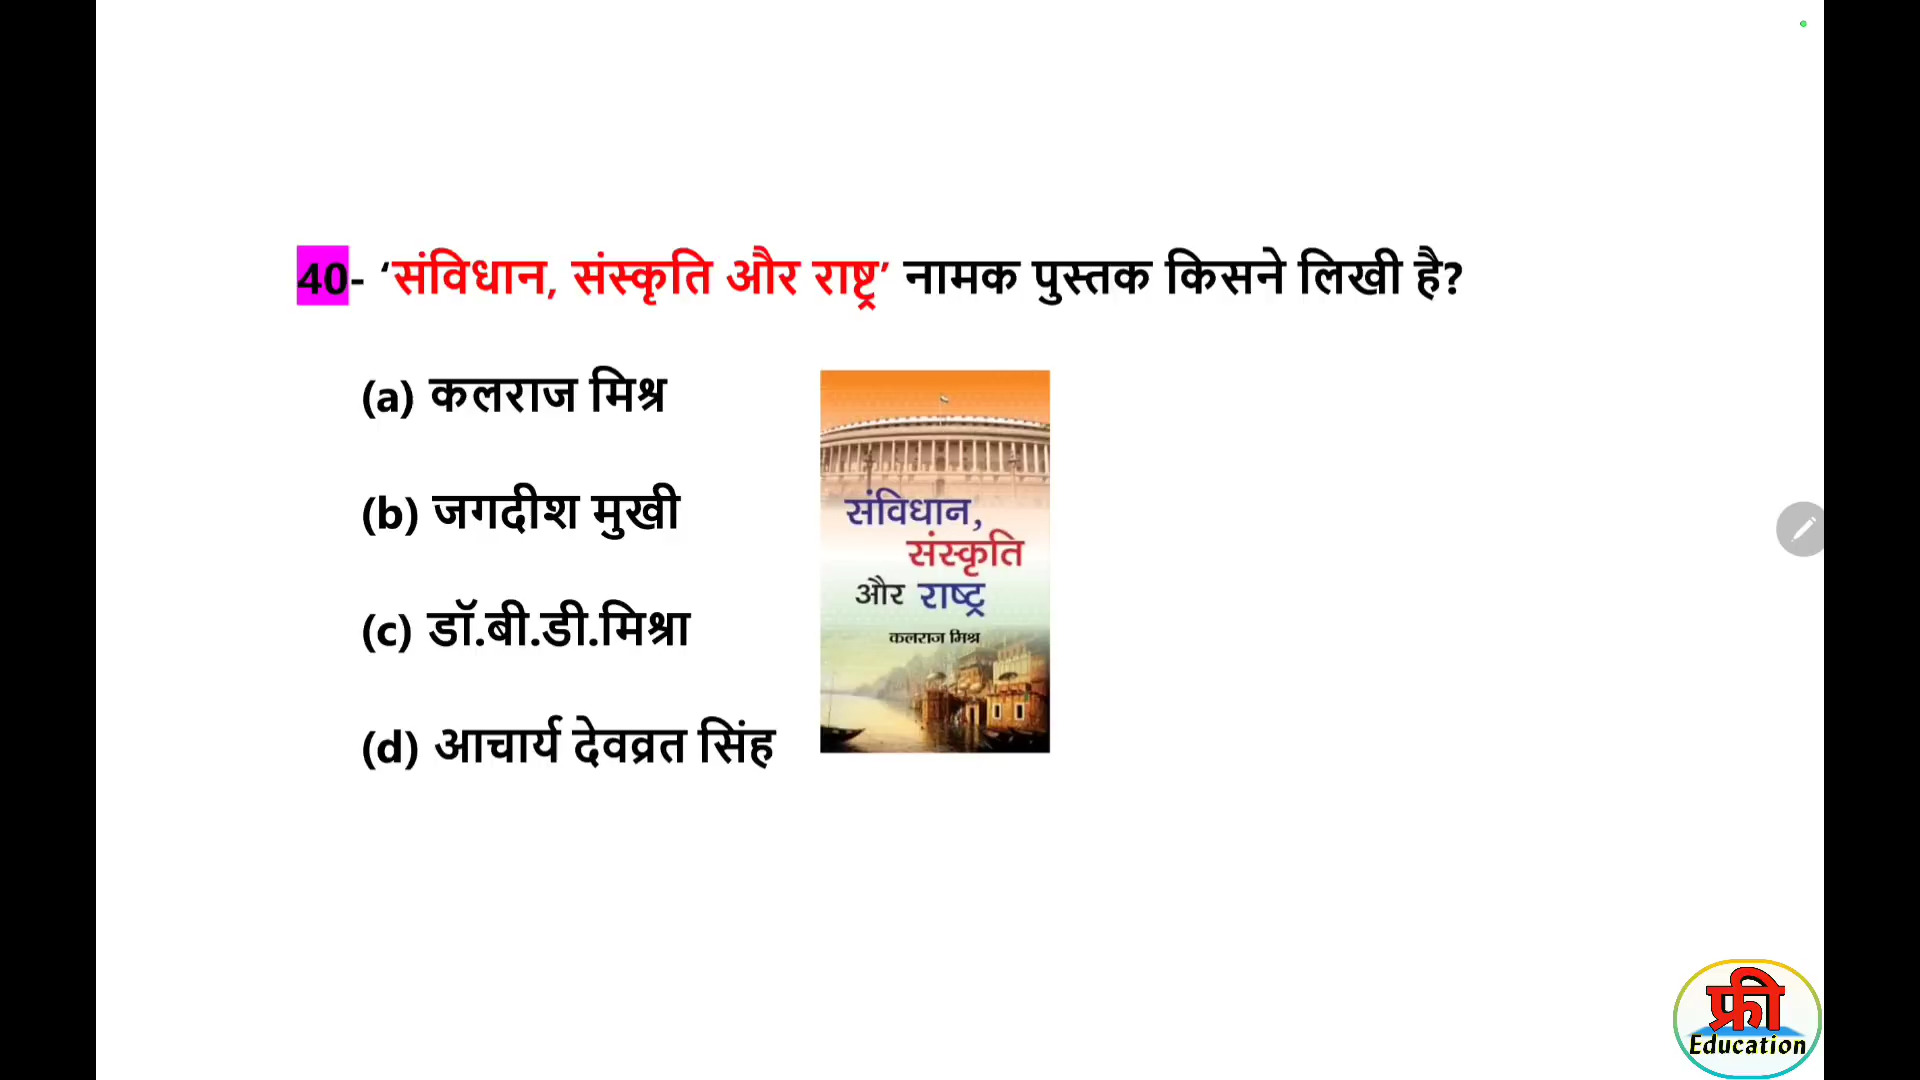 40- ‘संविधान, संस्कृति और राष्ट्र’ नामक पुस्तक किसने लिखी है?
(a) कलराज मिश्र
(b) जगदीश मुखी
(c) डॉ.बी.डी.मिश्रा
(d) आचार्य देवव्रत सिंह
संविधान,
संस्कृति
और राष्ट्र
कलराज मिश्र
फ्री
Education